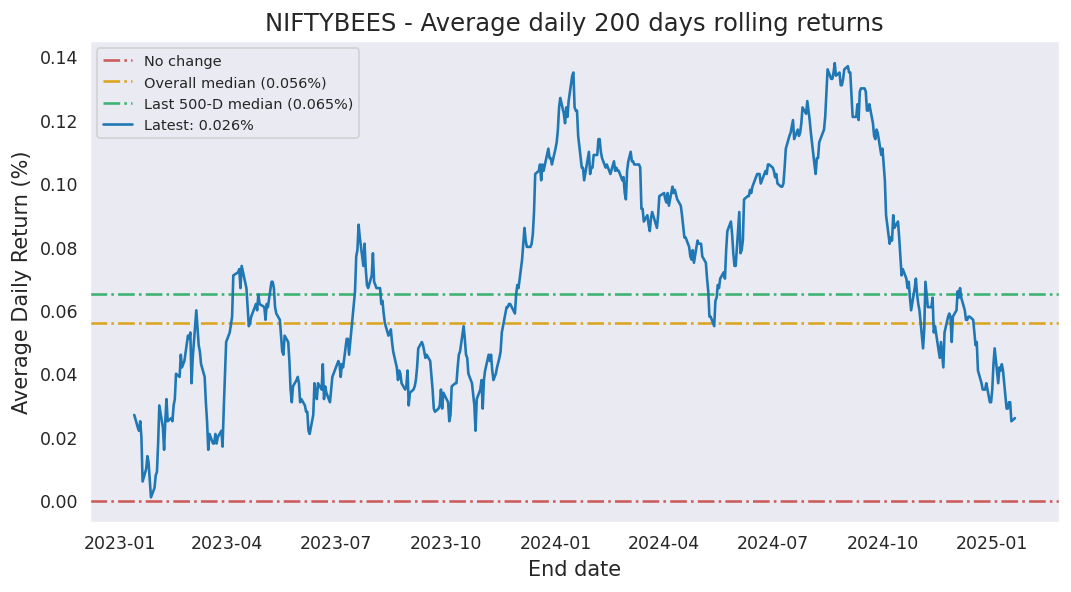 NIFTYBEES - Average daily 200 days rolling returns
No change
Overall median (0.056%)
Last 500-D median (0.065%)
Latest: 0.026%
Average Daily Return (%)
0.14
0.12
0.10
0.08
0.06
0.04
0.02
0.00
2023-01 2023-04 2023-07 2023-10 2024-01 2024-04 2024-07 2024-10 2025-01
End date